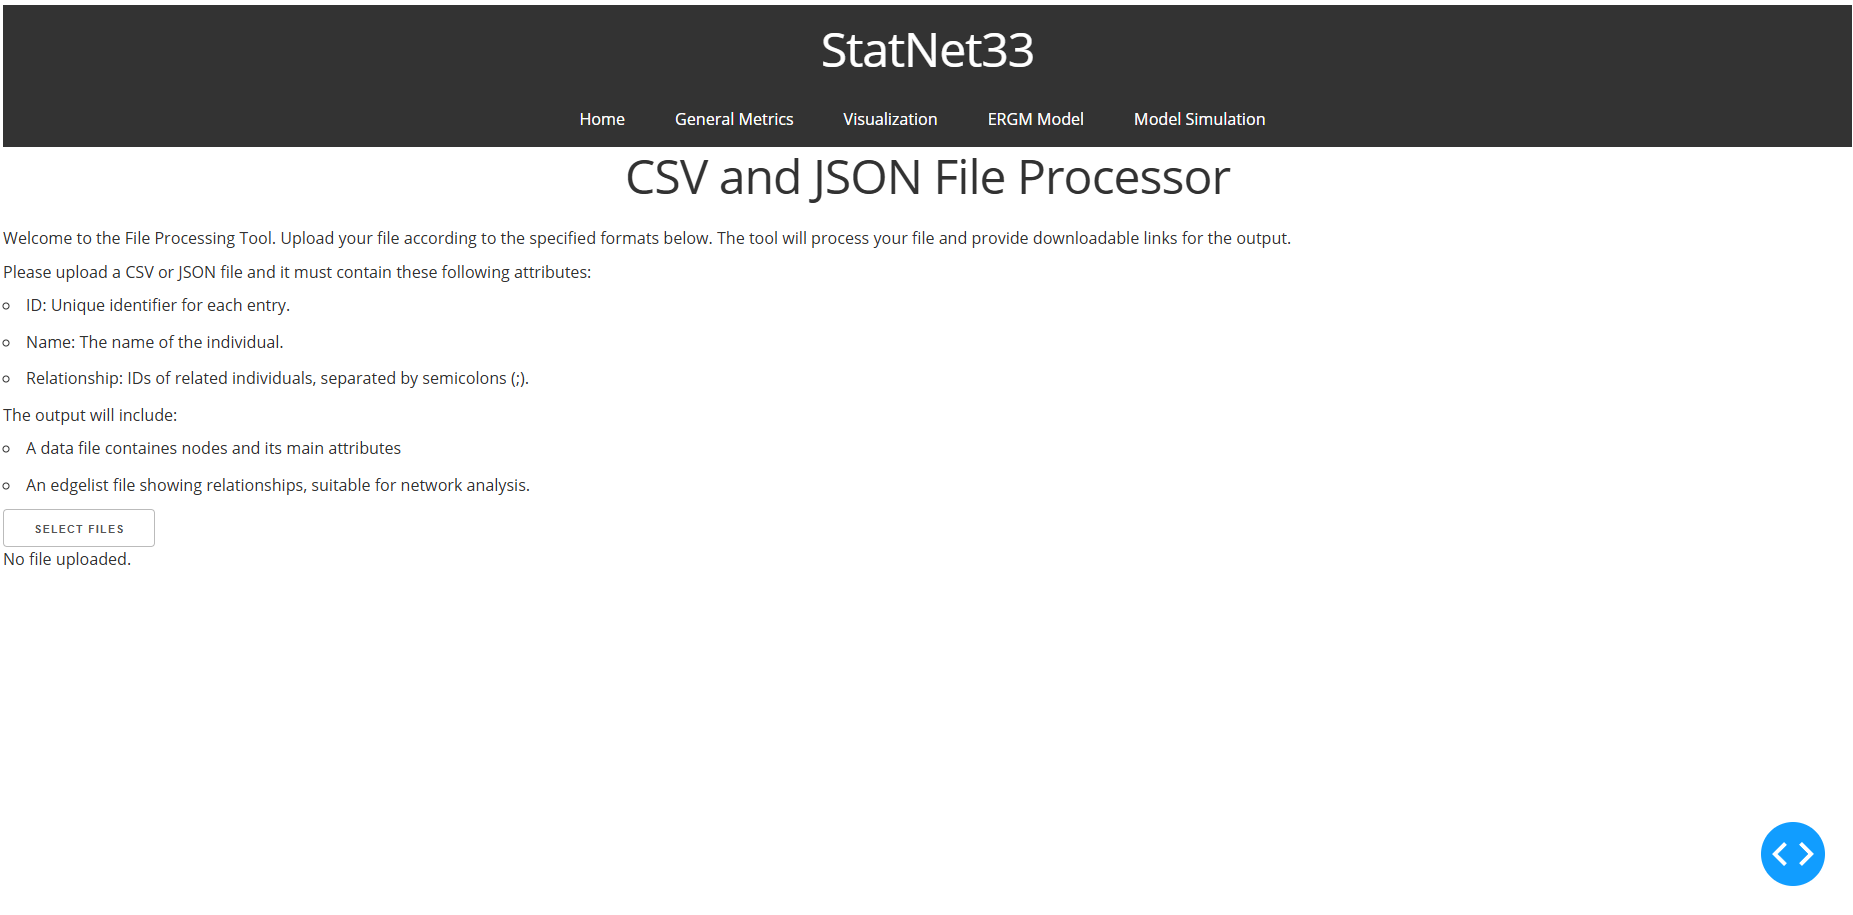 StatNet33
Home General Metrics Visualization ERGM Model Model Simulation
CSV and JSON File Processor
Welcome to the File Processing Tool. Upload your file according to the specified formats below. The tool will process your file and provide downloadable links for the output.
Please upload a CSV or JSON file and it must contain these following attributes:
ID: Unique identifier for each entry.
Name: The name of the individual.
Relationship: IDs of related individuals, separated by semicolons (;).
The output will include:
A data file containes nodes and its main attributes
An edgelist file showing relationships, suitable for network analysis.
SELECT FILES
No file uploaded.